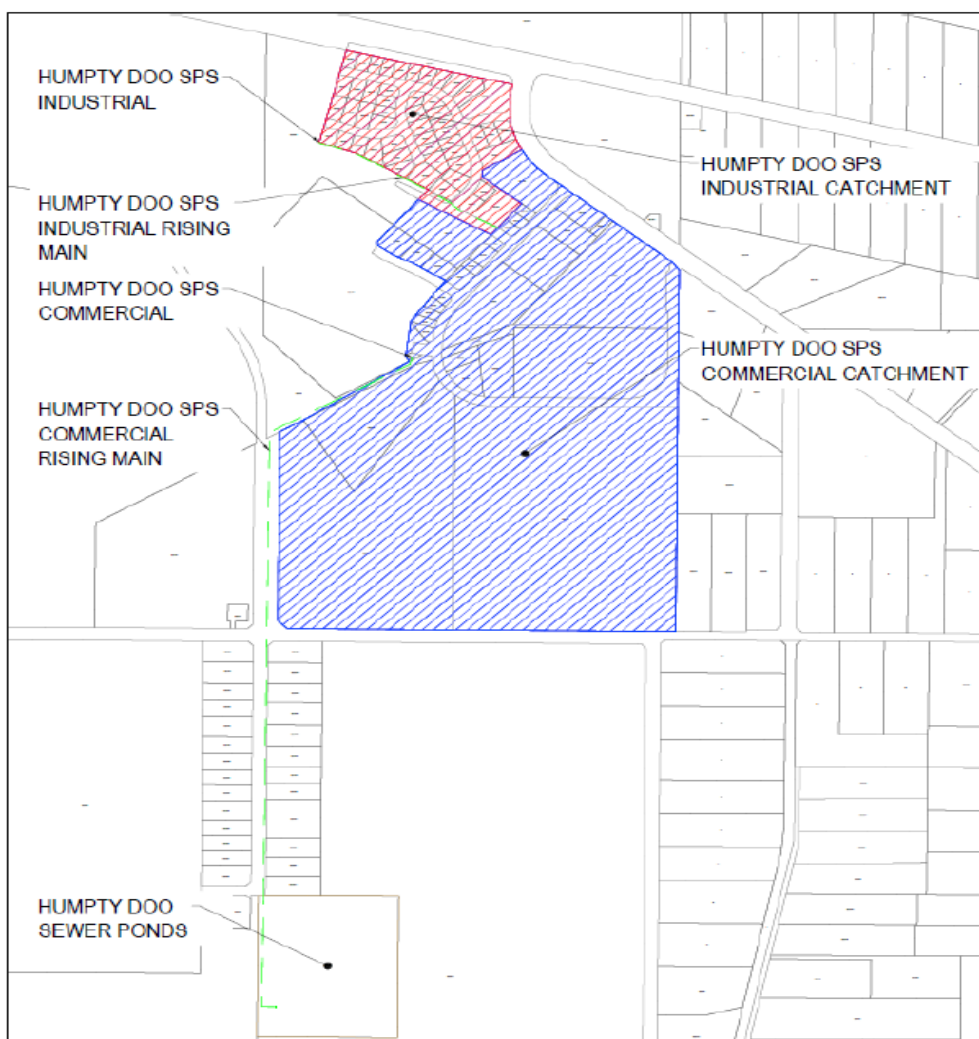 HUMPTY DOO SPS
INDUSTRIAL
HUMPTY DOO SPS
INDUSTRIAL CATCHMENT
HUMPTY DOO SPS
INDUSTRIAL RISING
MAIN
HUMPTY DOO SPS
COMMERCIAL
HUMPTY DOO SPS
COMMERCIAL CATCHMENT
HUMPTY DOO SPS
COMMERCIAL
RISING MAIN
HUMPTY DOO
SEWER PONDS